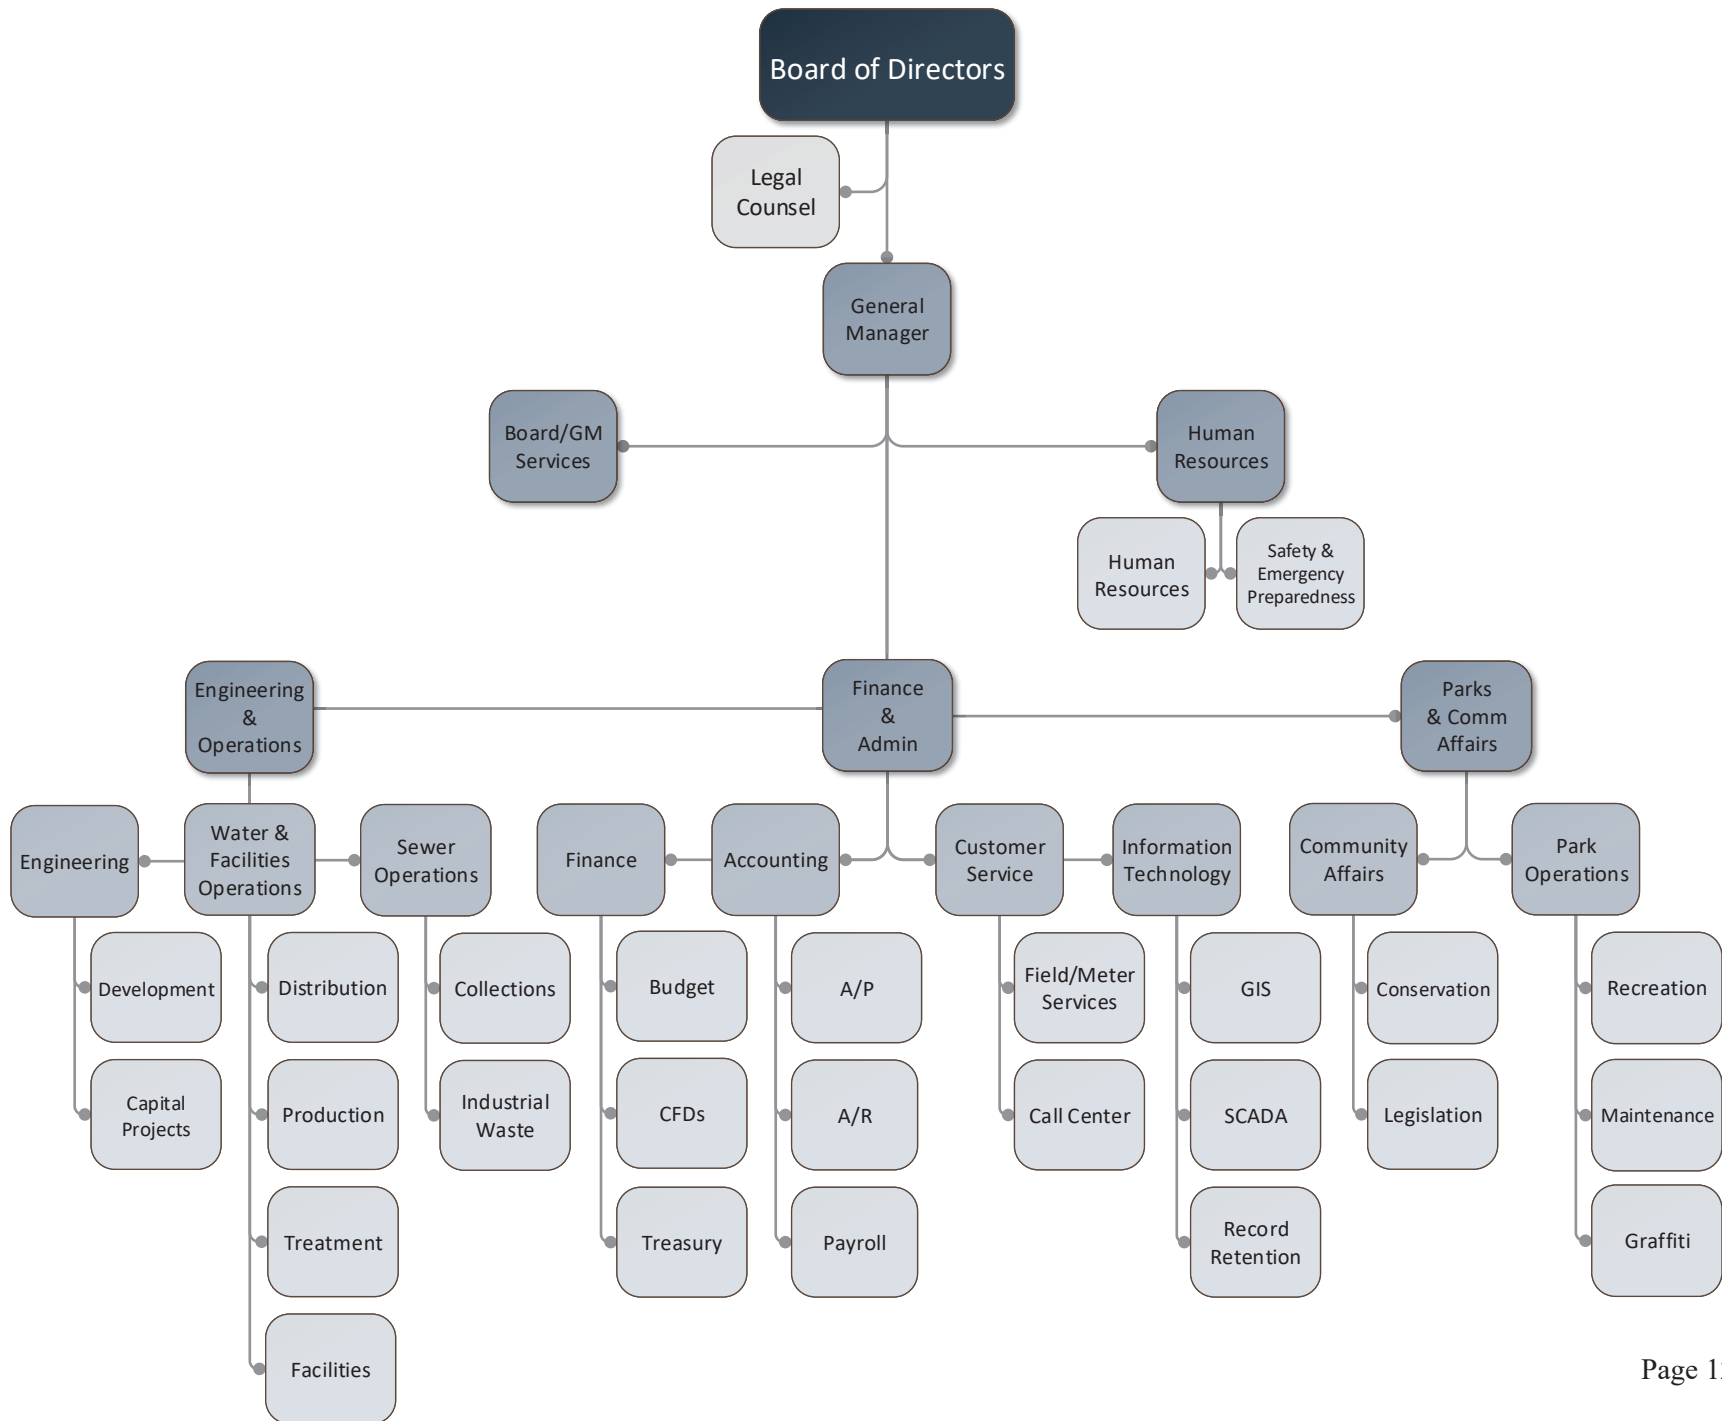 Board of Directors
Legal
Counsel
General
Manager
Board/GM
Services
Human
Resources
Human
Resources
Safety &
Emergency
Preparedness
Engineering
&
Operations
Finance
&
Admin
Parks
& Comm
Affairs
Engineering
Water &
Facilities
Operations
Sewer
Operations
Finance
Accounting
Customer
Service
Information
Technology
Community
Affairs
Park
Operations
Development
Distribution
Collections
Budget
A/P
Field/Meter
Services
GIS
Conservation
Recreation
Capital
Projects
Production
Industrial
Waste
CFDs
A/R
Call Center
SCADA
Legislation
Maintenance
Treatment
Treasury
Payroll
Record
Retention
Graffiti
Facilities
Page